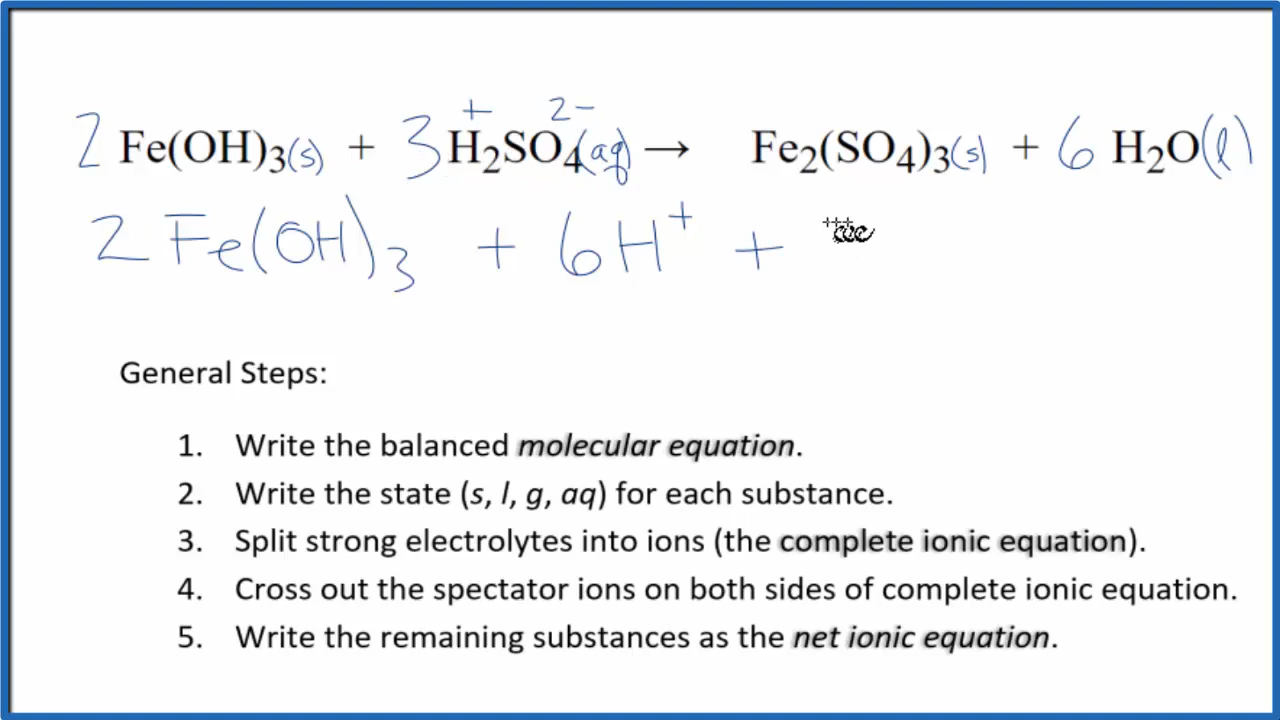 2 Fe(OH)₃(s) + 3 H₂⁺SO₄²⁻(aq) → Fe₂(SO₄)₃(s) + 6 H₂O(l)
2 Fe(OH)₃ + 6H⁺ +
General Steps:
1. Write the balanced molecular equation.
2. Write the state (s, l, g, aq) for each substance.
3. Split strong electrolytes into ions (the complete ionic equation).
4. Cross out the spectator ions on both sides of complete ionic equation.
5. Write the remaining substances as the net ionic equation.